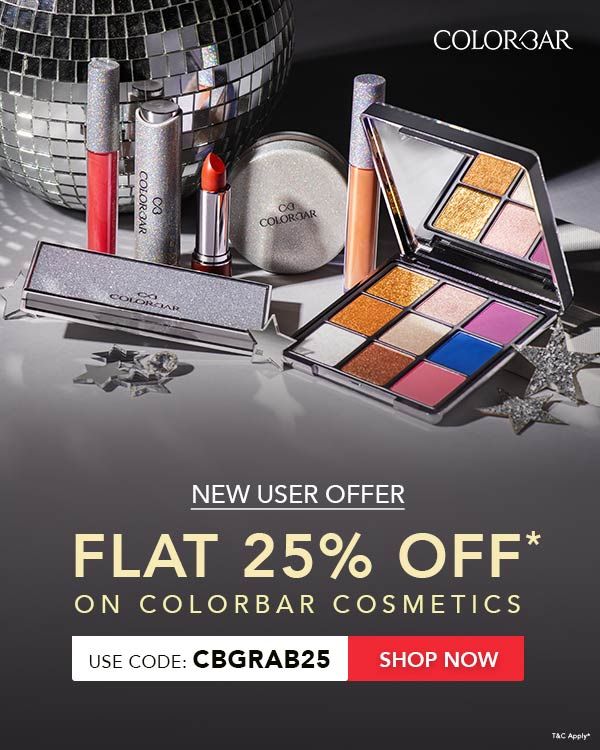 COLORBAR
COLORBAR
COLORBAR
COLORBAR
NEW USER OFFER
FLAT 25% OFF*
ON COLORBAR COSMETICS
USE CODE: CBGRAB25
SHOP NOW
T&C Apply*